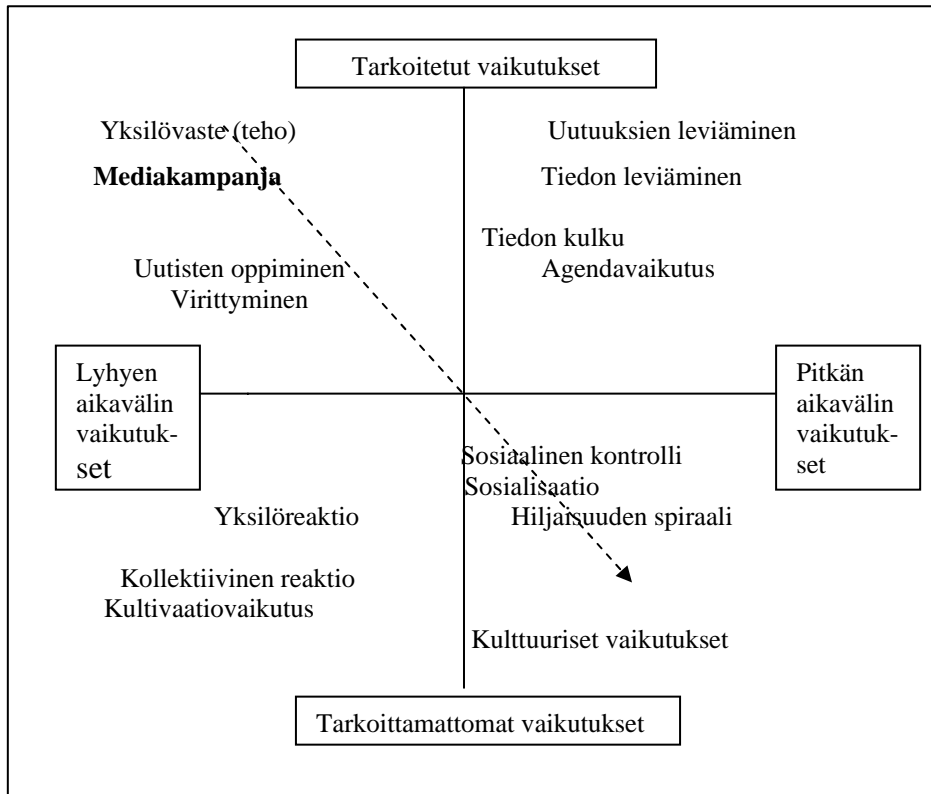 Tarkoitetut vaikutukset
Yksilövaste (teho)
Uutuuksien leviäminen
Mediakampanja
Tiedon leviäminen
Tiedon kulku
Uutisten oppiminen
Agendavaikutus
Virittyminen
Lyhyen
aikavälin
vaikutuk-
set
Pitkän
aikavälin
vaikutuk-
set
Sosiaalinen kontrolli
Sosialisaatio
Yksilöreaktio
Hiljaisuuden spiraali
Kollektiivinen reaktio
Kultivaatiovaikutus
Kulttuuriset vaikutukset
Tarkoittamattomat vaikutukset